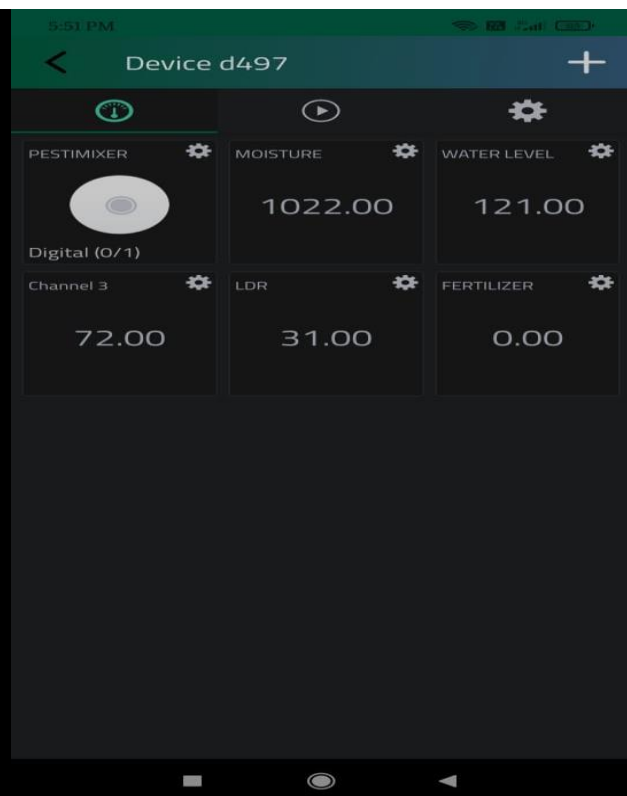 5:51 PM
Device d497
PESTIMIXER
MOISTURE
WATER LEVEL
1022.00
121.00
Digital (0/1)
Channel 3
LDR
FERTILIZER
72.00
31.00
0.00